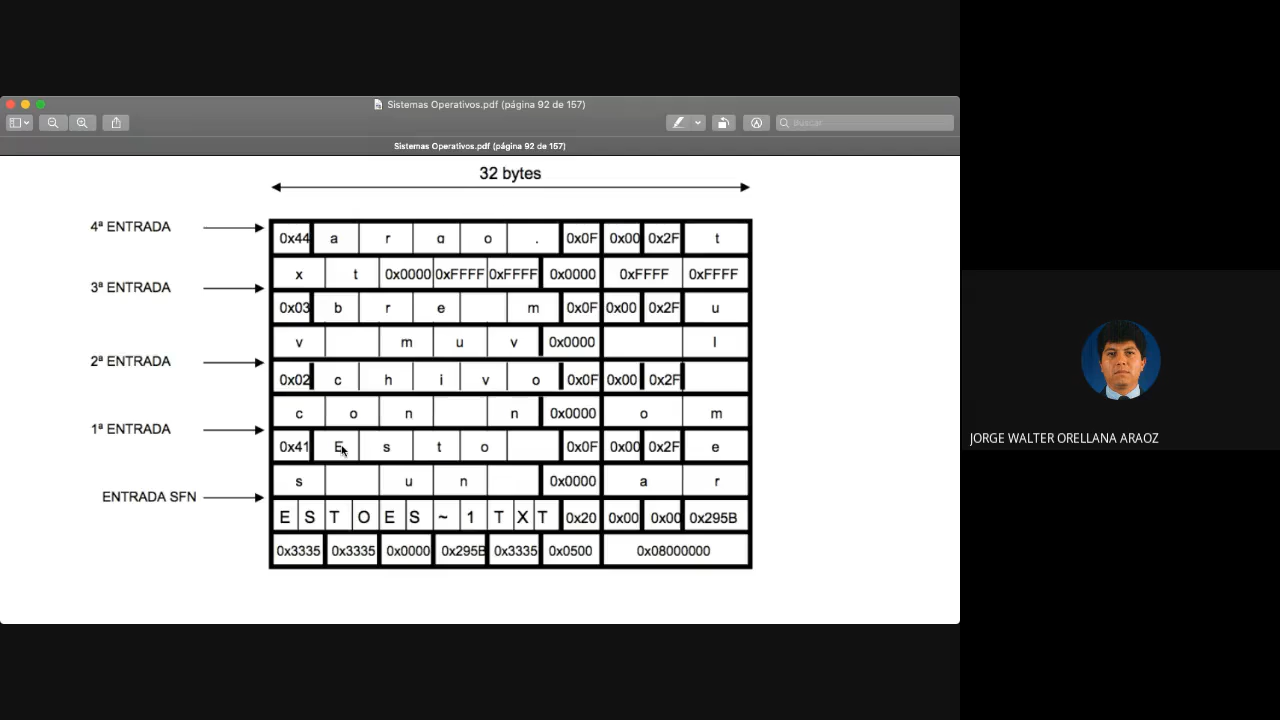 Sistemas Operativos.pdf (página 92 de 157)
Buscar
Sistemas Operativos.pdf (página 92 de 157)
32 bytes
4ª ENTRADA
0x44 a r g o . 0x0F 0x00 0x2F t
x t 0x0000 0xFFFF 0xFFFF 0x0000 0xFFFF 0xFFFF
3ª ENTRADA
0x03 b r e m 0x0F 0x00 0x2F u
v m u v 0x0000 l
2ª ENTRADA
0x02 c h i v o 0x0F 0x00 0x2F
c o n n 0x0000 o m
1ª ENTRADA
0x41 E s t o 0x0F 0x00 0x2F e
s u n 0x0000 a r
ENTRADA SFN
E S T O E S ~ 1 T X T 0x20 0x00 0x00 0x295B
0x3335 0x3335 0x0000 0x295B 0x3335 0x0500 0x08000000
JORGE WALTER ORELLANA ARAOZ